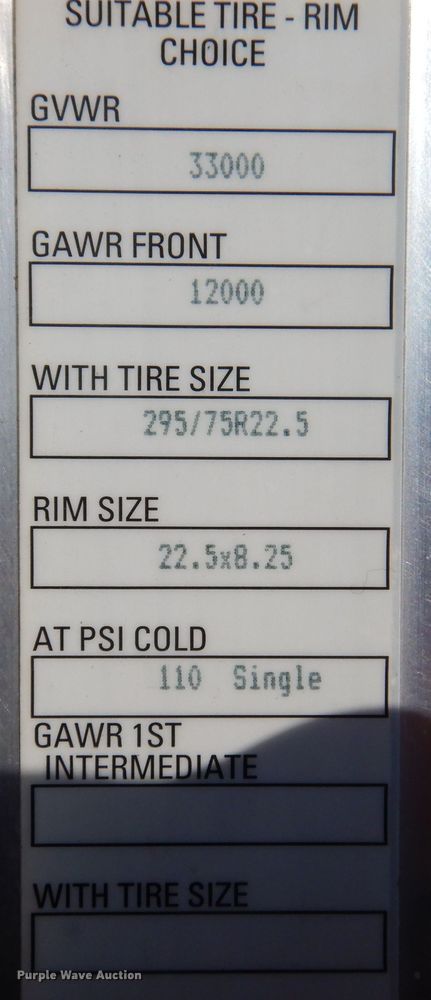 SUITABLE TIRE - RIM
CHOICE
GVWR
33000
GAWR FRONT
12000
WITH TIRE SIZE
295/75R22.5
RIM SIZE
22.5x8.25
AT PSI COLD
110 Single
GAWR 1ST
INTERMEDIATE
WITH TIRE SIZE
Purple Wave Auction